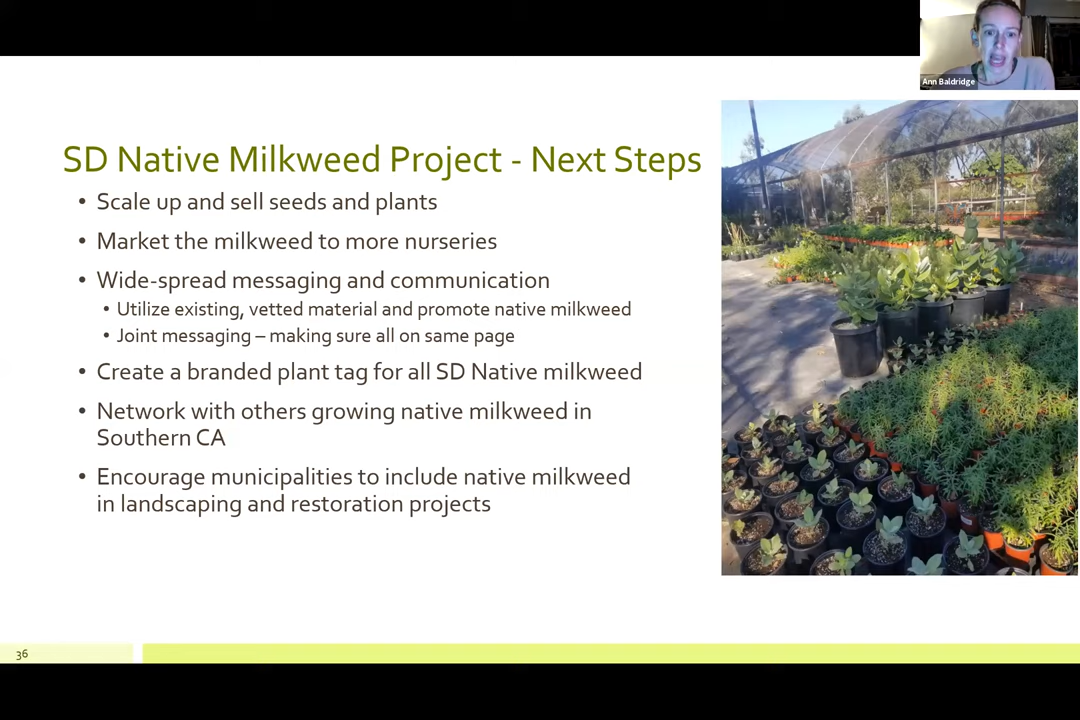 Ann Baldridge
SD Native Milkweed Project - Next Steps
• Scale up and sell seeds and plants
• Market the milkweed to more nurseries
• Wide-spread messaging and communication
• Utilize existing, vetted material and promote native milkweed
• Joint messaging – making sure all on same page
• Create a branded plant tag for all SD Native milkweed
• Network with others growing native milkweed in
Southern CA
• Encourage municipalities to include native milkweed
in landscaping and restoration projects
36